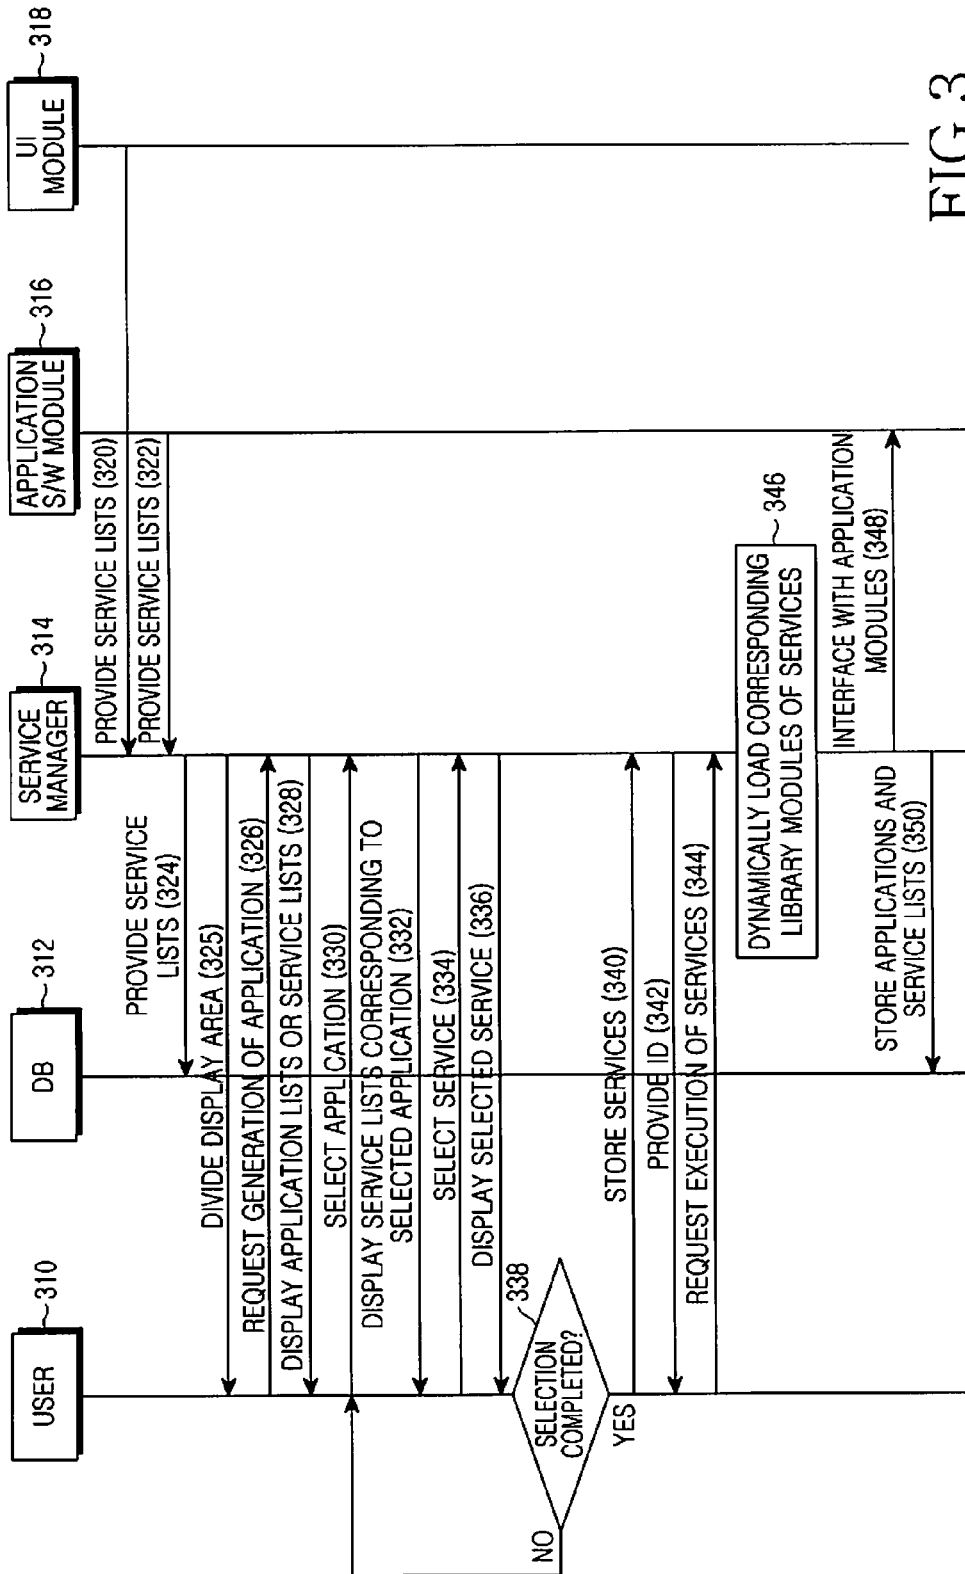 USER
310
DB
312
SERVICE
MANAGER
314
APPLICATION
S/W MODULE
316
UI
MODULE
318
PROVIDE SERVICE LISTS (320)
PROVIDE SERVICE LISTS (322)
PROVIDE SERVICE
LISTS (324)
DIVIDE DISPLAY AREA (325)
REQUEST GENERATION OF APPLICATION (326)
DISPLAY APPLICATION LISTS OR SERVICE LISTS (328)
SELECT APPLICATION (330)
DISPLAY SERVICE LISTS CORRESPONDING TO
SELECTED APPLICATION (332)
SELECT SERVICE (334)
DISPLAY SELECTED SERVICE (336)
338
SELECTION
COMPLETED?
NO
YES
STORE SERVICES (340)
PROVIDE ID (342)
REQUEST EXECUTION OF SERVICES (344)
346
DYNAMICALLY LOAD CORRESPONDING
LIBRARY MODULES OF SERVICES
INTERFACE WITH APPLICATION
MODULES (348)
STORE APPLICATIONS AND
SERVICE LISTS (350)
FIG.3